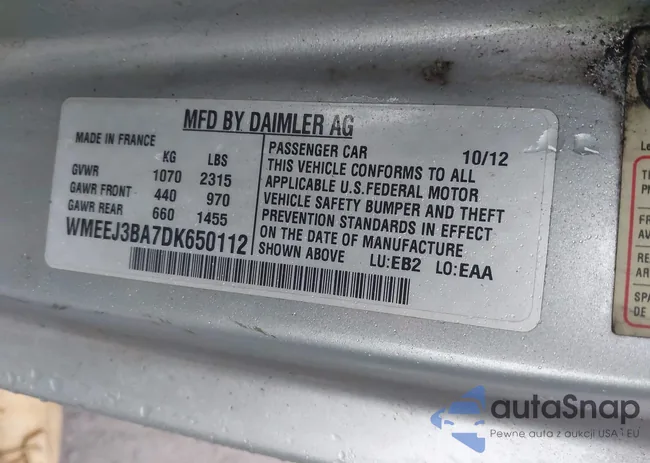 MFD BY DAIMLER AG
MADE IN FRANCE
KG LBS
GVWR 1070 2315
GAWR FRONT 440 970
GAWR REAR 660 1455
WMEEJ3BA7DK650112
PASSENGER CAR 10/12
THIS VEHICLE CONFORMS TO ALL
APPLICABLE U.S.FEDERAL MOTOR
VEHICLE SAFETY BUMPER AND THEFT
PREVENTION STANDARDS IN EFFECT
ON THE DATE OF MANUFACTURE
SHOWN ABOVE LU:EB2 LO:EAA
SPA
DE
autaSnap
Pewne auta z aukcji USA i EU